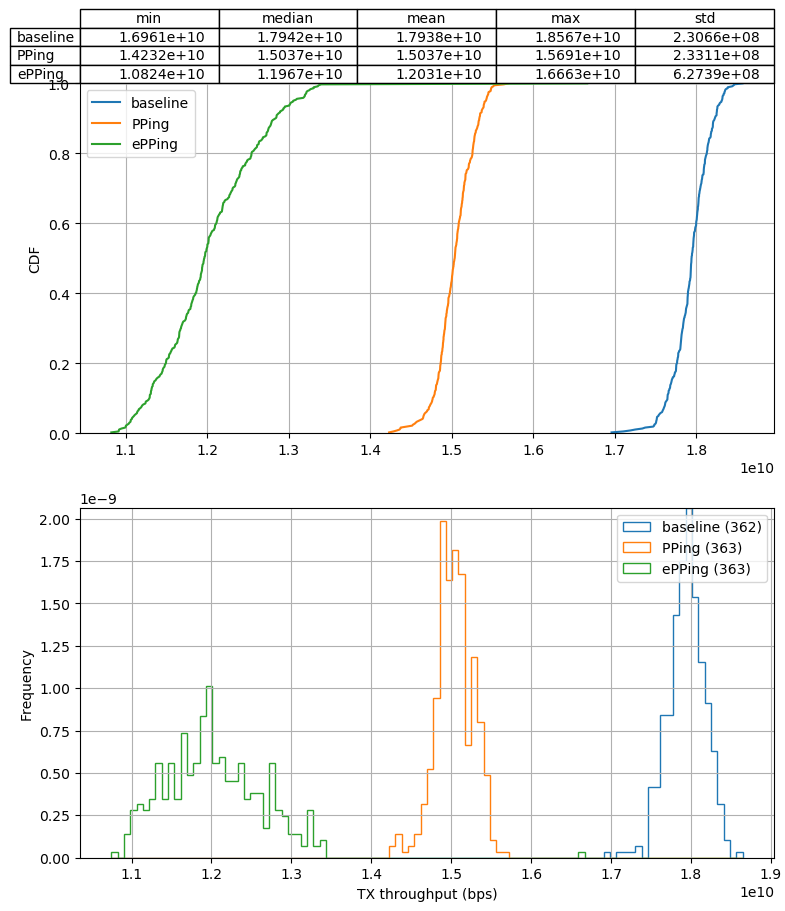 min median mean max std
baseline 1.6961e+10 1.7942e+10 1.7938e+10 1.8567e+10 2.3066e+08
PPing 1.4232e+10 1.5037e+10 1.5037e+10 1.5691e+10 2.3311e+08
ePPing 1.0824e+10 1.1967e+10 1.2031e+10 1.6663e+10 6.2739e+08
1.0
baseline
PPing
ePPing
0.8
0.6
CDF
0.4
0.2
0.0
1.1 1.2 1.3 1.4 1.5 1.6 1.7 1.8
1e10
1e−9
2.00
baseline (362)
PPing (363)
ePPing (363)
1.75
1.50
1.25
1.00
Frequency
0.75
0.50
0.25
0.00
1.1 1.2 1.3 1.4 1.5 1.6 1.7 1.8 1.9
TX throughput (bps)
1e10